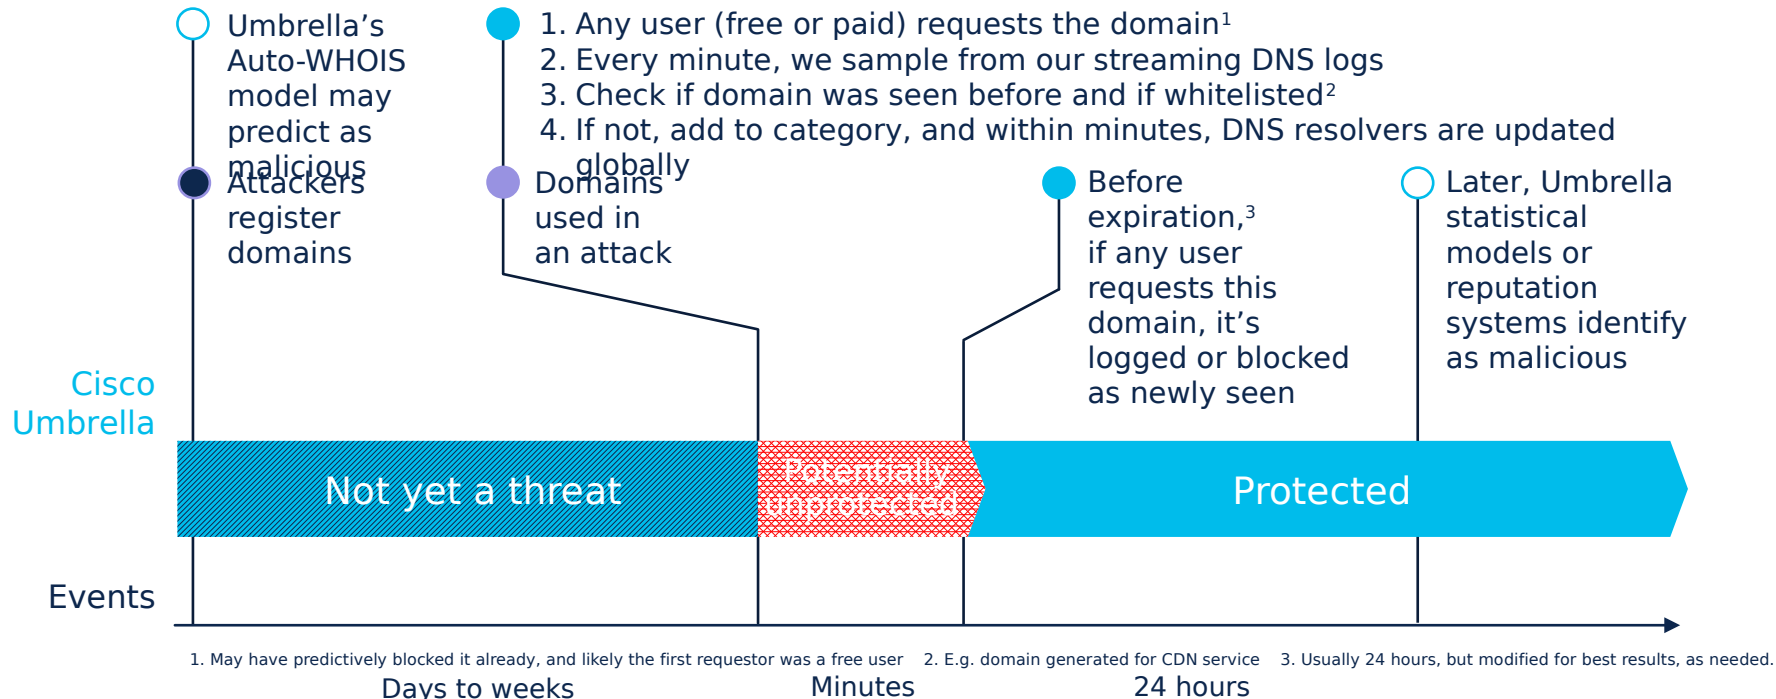 Umbrella’s
Auto-WHOIS
model may
predict as
malicious
Attackers
register
domains
1. Any user (free or paid) requests the domain¹
2. Every minute, we sample from our streaming DNS logs
3. Check if domain was seen before and if whitelisted²
4. If not, add to category, and within minutes, DNS resolvers are updated
globally
Domains
used in
an attack
Before
expiration,³
if any user
requests this
domain, it’s
logged or blocked
as newly seen
Later, Umbrella
statistical
models or
reputation
systems identify
as malicious
Cisco
Umbrella
Not yet a threat
Potentially
unprotected
Protected
Events
1. May have predictively blocked it already, and likely the first requestor was a free user
2. E.g. domain generated for CDN service
3. Usually 24 hours, but modified for best results, as needed.
Days to weeks
Minutes
24 hours